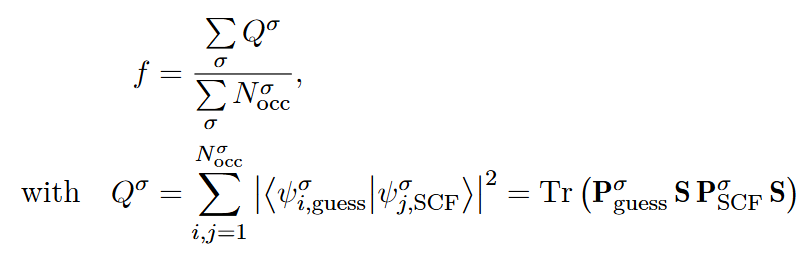 f = \frac{\sum_{\sigma} Q^{\sigma}}{\sum_{\sigma} N_{\text{occ}}^{\sigma}},
with Q^{\sigma} = \sum_{i,j=1}^{N_{\text{occ}}^{\sigma}} \left| \langle \psi_{i,\text{guess}}^{\sigma} | \psi_{j,\text{SCF}}^{\sigma} \rangle \right|^2 = \text{Tr} \left( \mathbf{P}_{\text{guess}}^{\sigma} \, \mathbf{S} \, \mathbf{P}_{\text{SCF}}^{\sigma} \, \mathbf{S} \right)